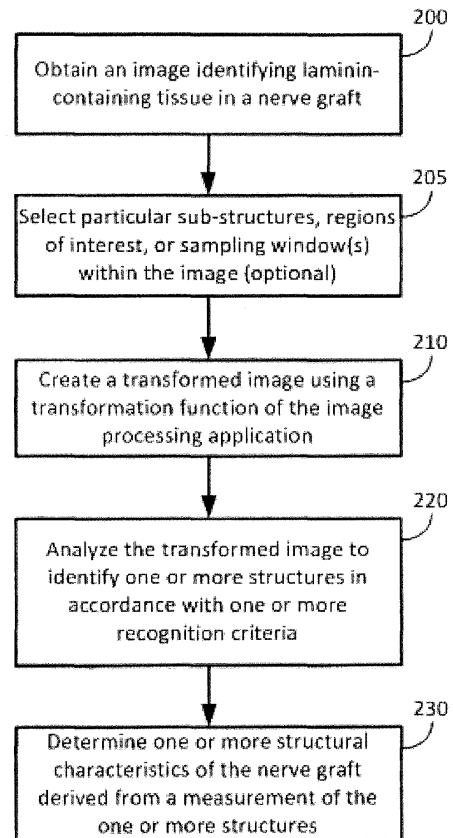 200
Obtain an image identifying laminin-
containing tissue in a nerve graft
205
Select particular sub-structures, regions
of interest, or sampling window(s)
within the image (optional)
210
Create a transformed image using a
transformation function of the image
processing application
220
Analyze the transformed image to
identify one or more structures in
accordance with one or more
recognition criteria
230
Determine one or more structural
characteristics of the nerve graft
derived from a measurement of the
one or more structures